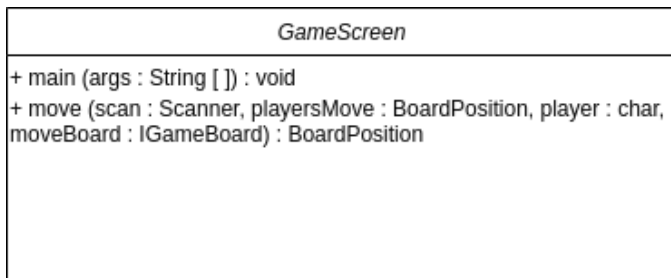 GameScreen
+ main (args : String [ ]) : void
+ move (scan : Scanner, playersMove : BoardPosition, player : char,
moveBoard : IGameBoard) : BoardPosition